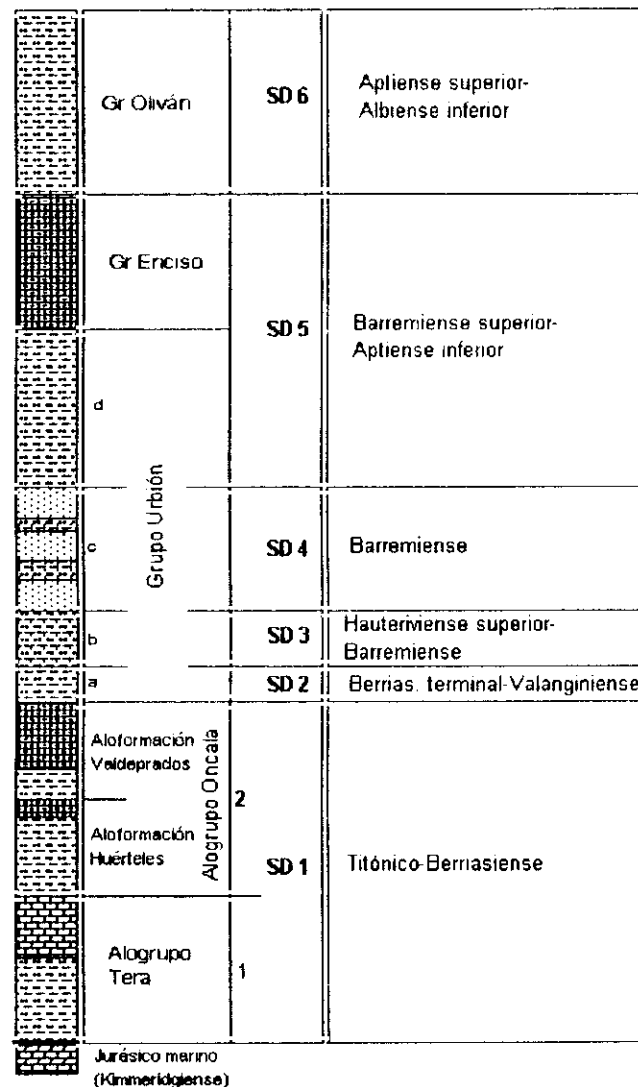 Gr Oliván
SD 6
Aptiense superior-
Albiense inferior
Gr Enciso
SD 5
Barremiense superior-
Aptiense inferior
d
Grupo Urbión
c
SD 4
Barremiense
b
SD 3
Hauteriviense superior-
Barremiense
a
SD 2
Berrias. terminal-Valanginiense
Aloformación
Valdeprados
Alogrupo Oncala
2
Aloformación
Huérteles
SD 1
Titónico-Berriasiense
Alogrupo
Tera
1
Jurásico marino
(Kimmeridgiense)